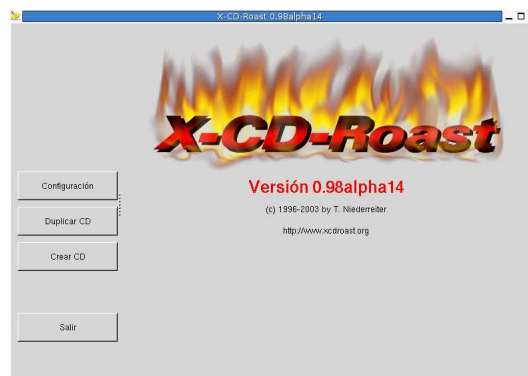 X-CD-Roast 0.98alpha14
X-CD-Roast
Configuración
Duplicar CD
Crear CD
Salir
Versión 0.98alpha14
(c) 1996-2003 by T. Niederreiter
http://www.xcdroast.org